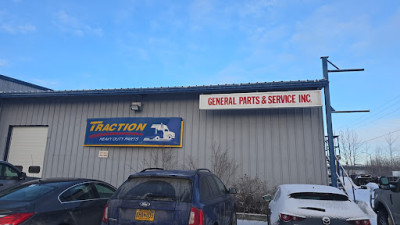 GENERAL PARTS & SERVICE INC.
TRACTION
HEAVY DUTY PARTS